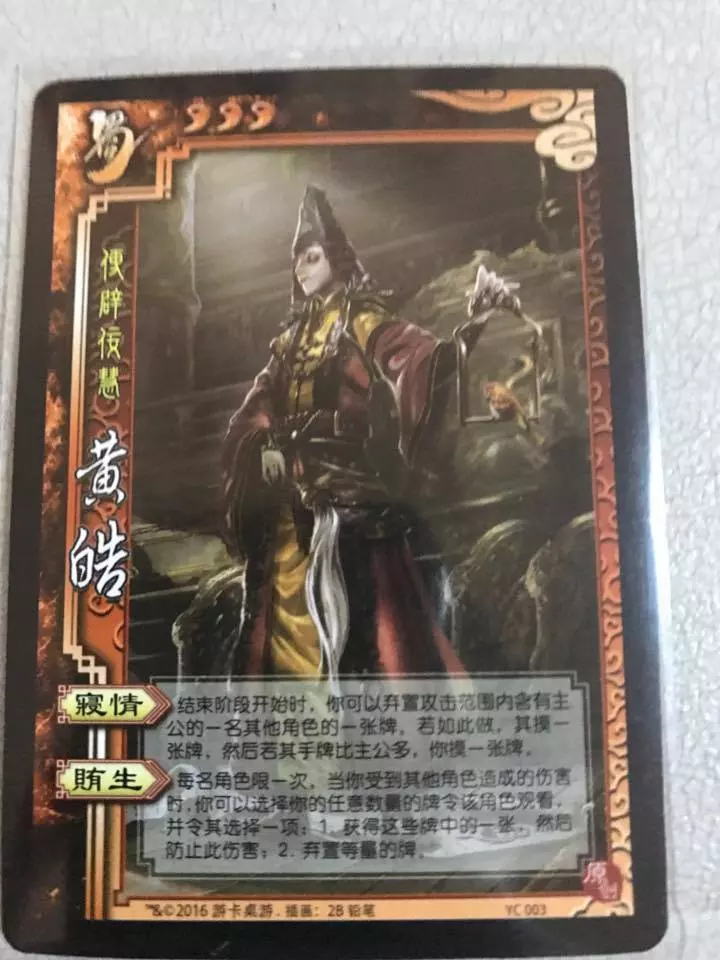 蜀
便辟佞慧
黄皓
寢情
结束阶段开始时，你可以弃置攻击范围内含有主
公的一名其他角色的一张牌。若如此做，其摸一
张牌，然后若其手牌比主公多，你摸一张牌。
賄生
每名角色限一次，当你受到其他角色造成的伤害
时，你可以选择你的任意数量的牌令该角色观看，
并令其选择一项：1. 获得这些牌中的一张，然后
防止此伤害；2. 弃置等量的牌。
™&©2016 游卡桌游 . 插画：2B 铅笔
YC 003